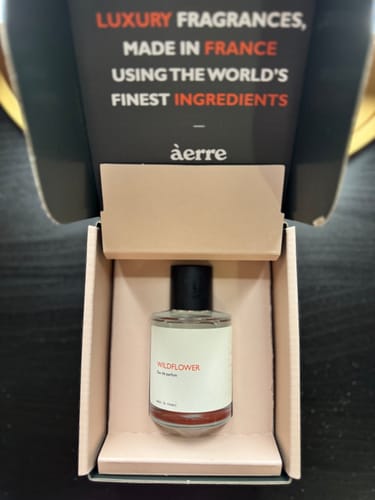 LUXURY FRAGRANCES,
MADE IN FRANCE
USING THE WORLD'S
FINEST INGREDIENTS
—
àerre
WILDFLOWER
Eau de parfum